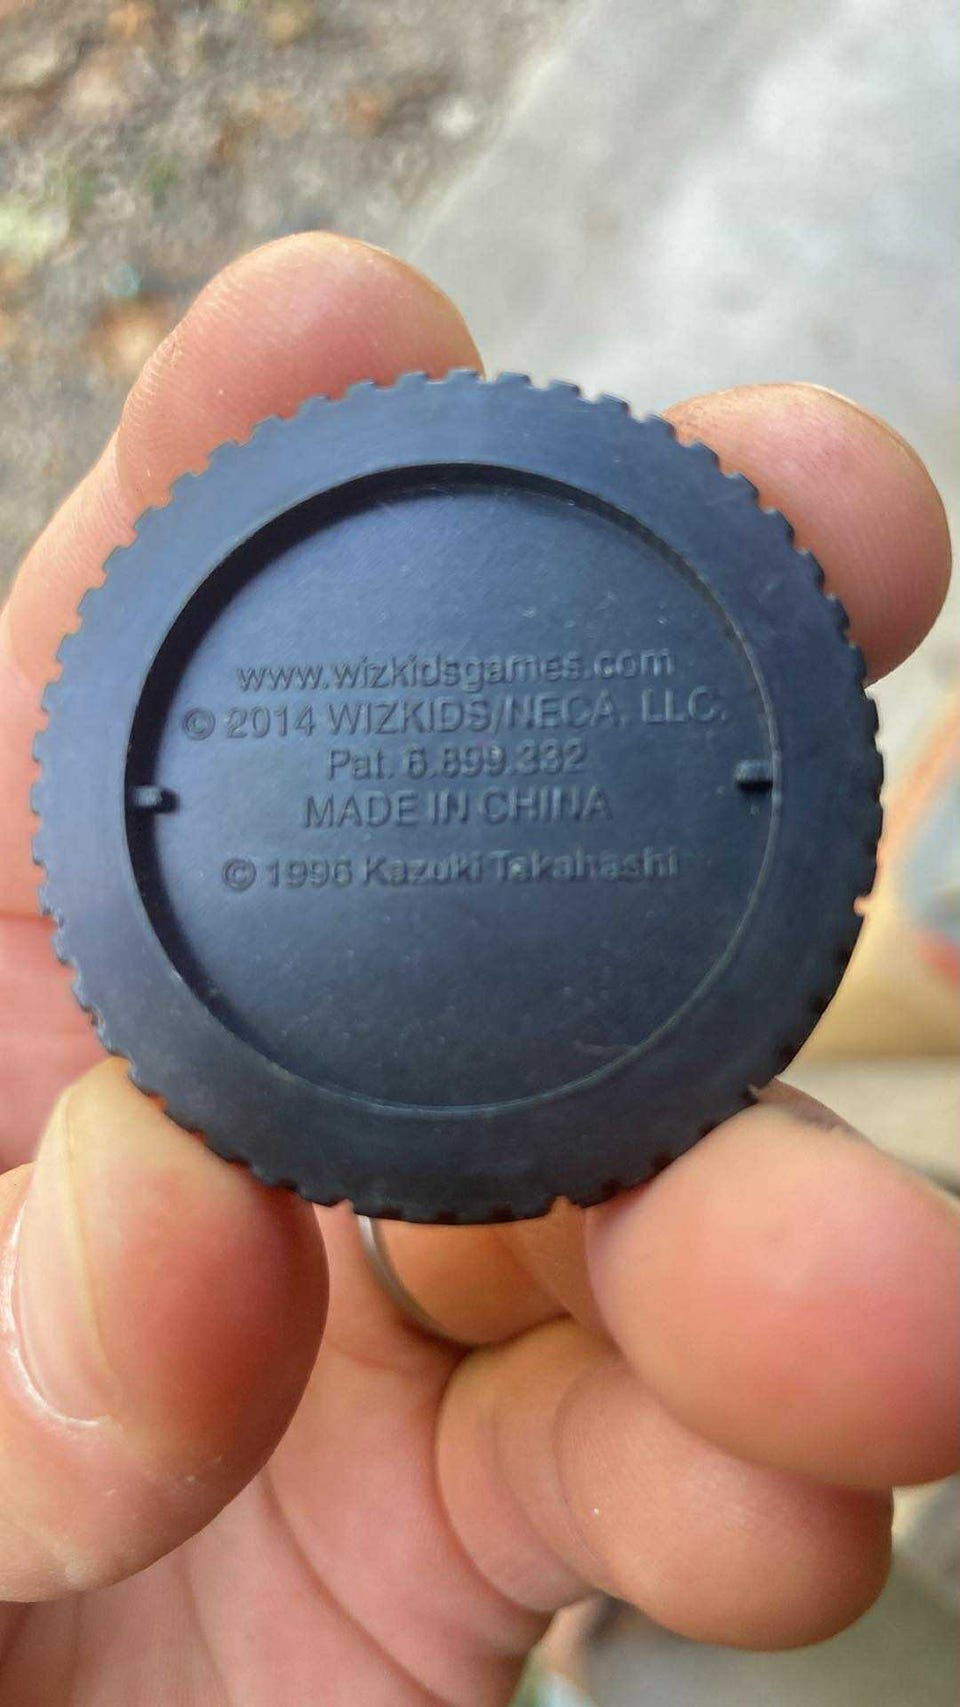 www.wizkidsgames.com
© 2014 WIZKIDS/NECA, LLC.
Pat. 6.899.332
MADE IN CHINA
© 1996 Kazuki Takahashi